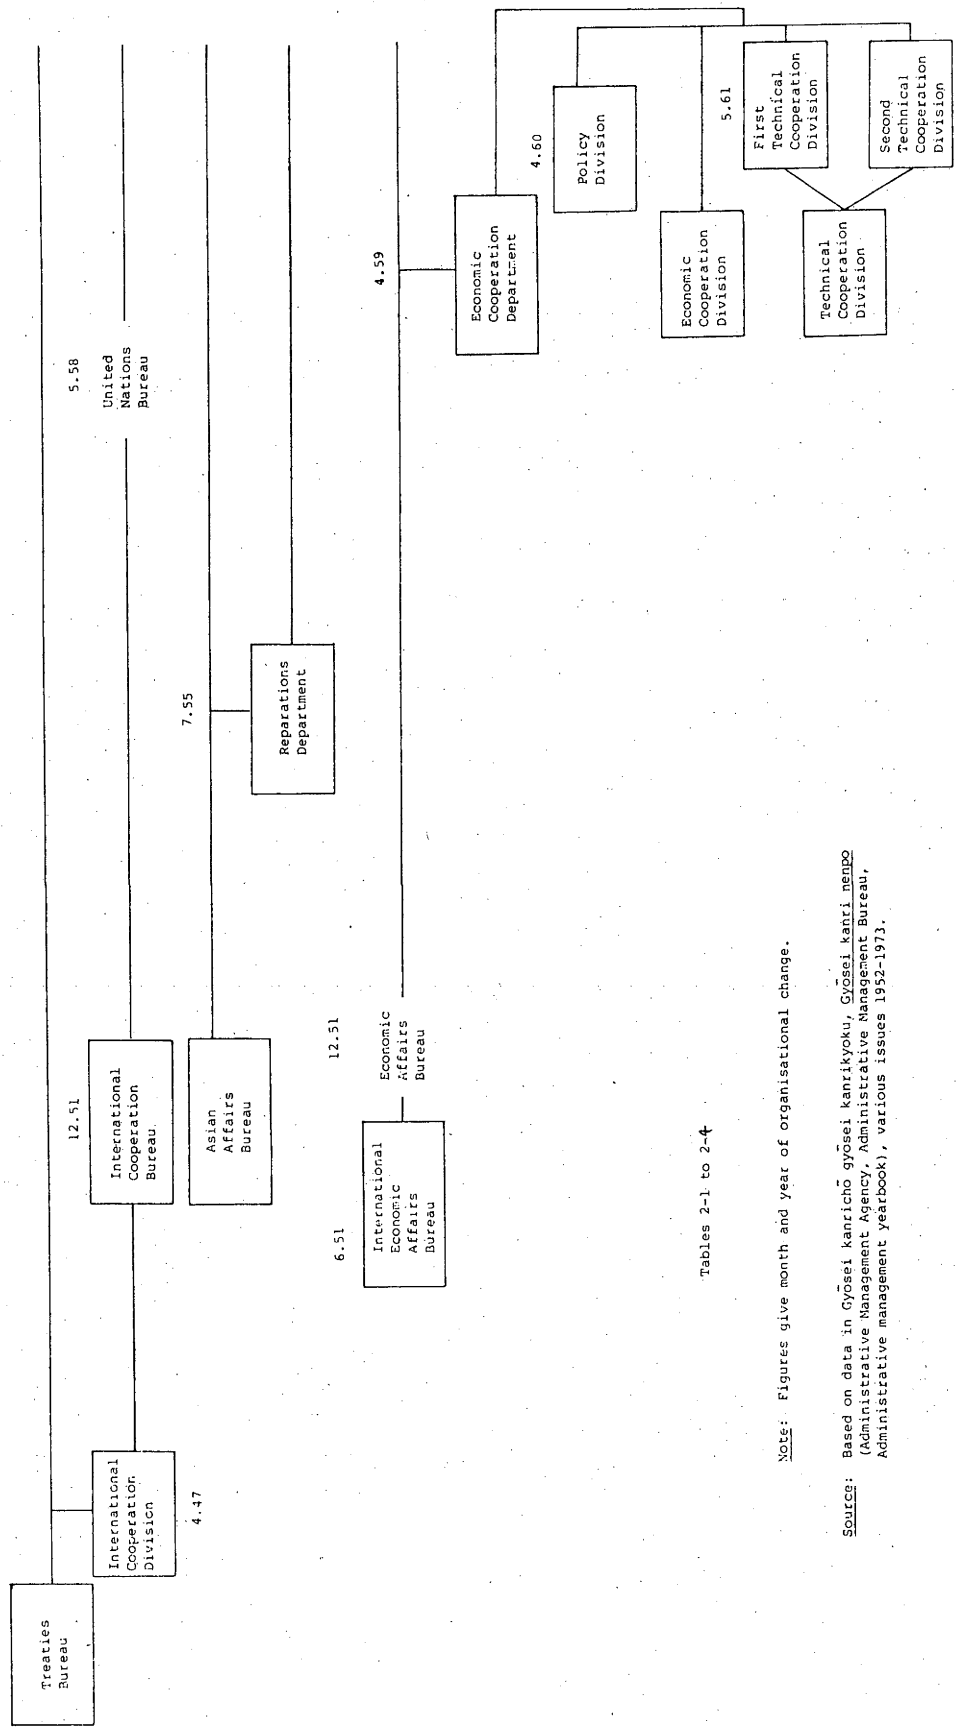 Treaties
Bureau
International
Cooperation
Division
4.47
12.51
International
Cooperation
Bureau
5.58
United
Nations
Bureau
Asian
Affairs
Bureau
7.55
Reparations
Department
6.51
International
Economic
Affairs
Bureau
12.51
Economic
Affairs
Bureau
4.59
Economic
Cooperation
Department
4.60
Policy
Division
Economic
Cooperation
Division
5.61
First
Technical
Cooperation
Division
Technical
Cooperation
Division
Second
Technical
Cooperation
Division
Tables 2-1 to 2-4
Note: Figures give month and year of organisational change.
Source: Based on data in Gyōsei kanrichō gyōsei kanrikyoku, Gyōsei kanri nenpo
(Administrative Management Agency, Administrative Management Bureau,
Administrative management yearbook), various issues 1952-1973.